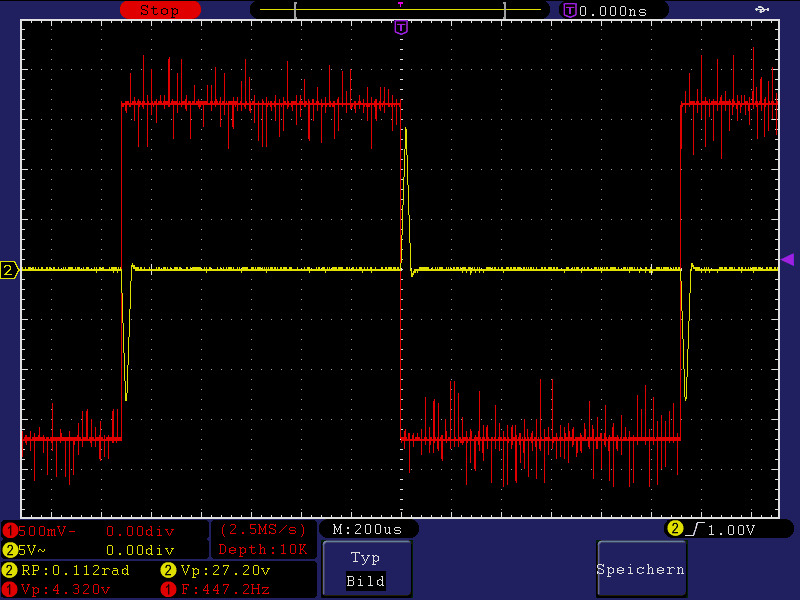 Stop T 0.000ns
T
2
1 500mV- 0.00div (2.5MS/s) M:200us 2 1.00V
2 5V~ 0.00div Depth:10K
2 RP:0.112rad 2 Vp:27.20v Typ Speichern
1 Vp:4.320v 1 F:447.2Hz Bild